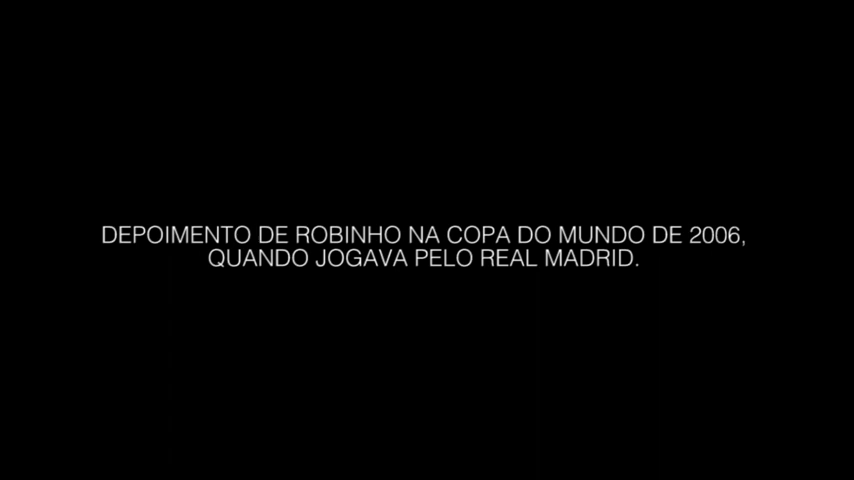 DEPOIMENTO DE ROBINHO NA COPA DO MUNDO DE 2006,
QUANDO JOGAVA PELO REAL MADRID.